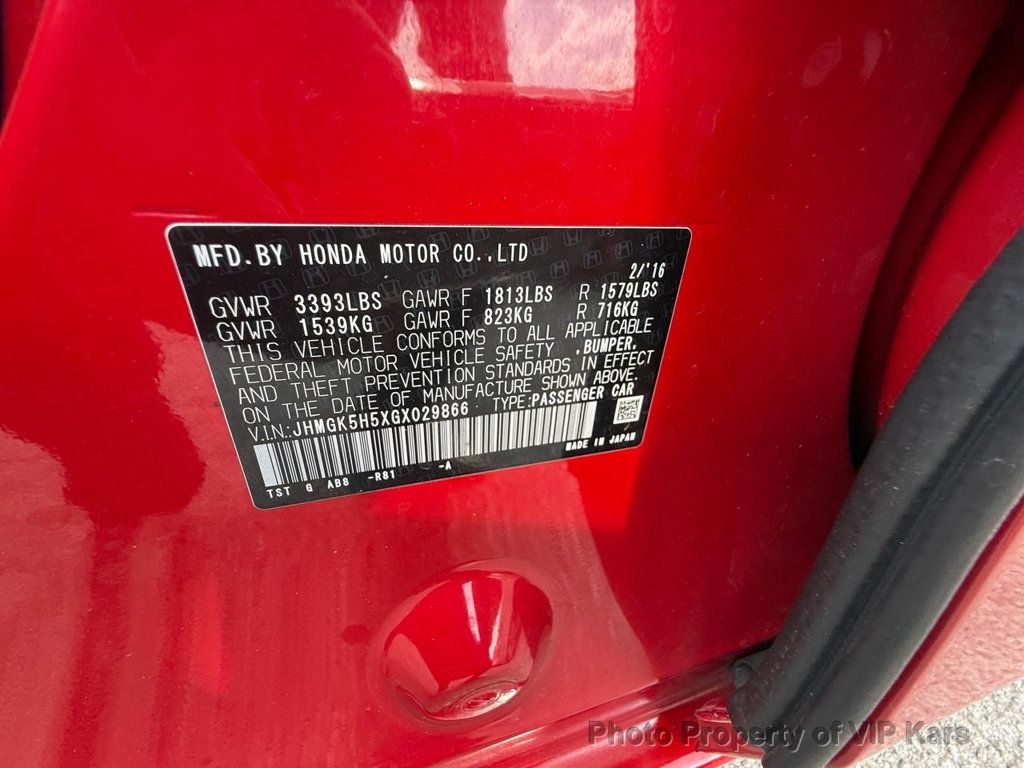 MFD.BY HONDA MOTOR CO.,LTD
2/'16
GVWR 3393LBS GAWR F 1813LBS R 1579LBS
GVWR 1539KG GAWR F 823KG R 716KG
THIS VEHICLE CONFORMS TO ALL APPLICABLE
FEDERAL MOTOR VEHICLE SAFETY ,BUMPER,
AND THEFT PREVENTION STANDARDS IN EFFECT
ON THE DATE OF MANUFACTURE SHOWN ABOVE.
V.I.N.:JHMGK5H5XGX029866 TYPE:PASSENGER CAR
MADE IN JAPAN
TST G AB8 -R81 -A
Photo Property of VIP Kars